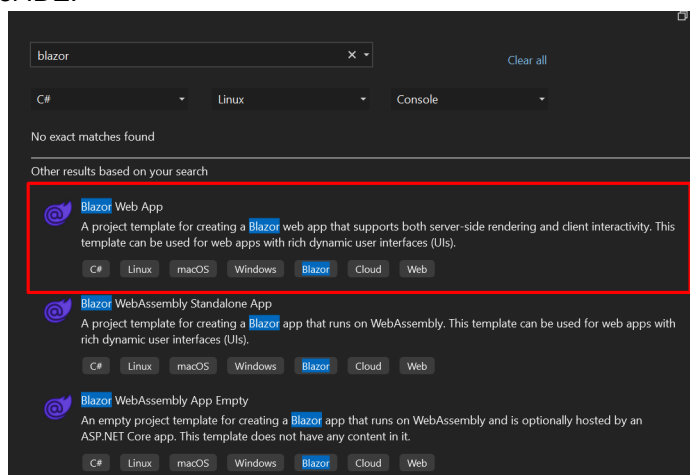 blazor
Clear all
C# Linux Console
No exact matches found
Other results based on your search
Blazor Web App
A project template for creating a Blazor web app that supports both server-side rendering and client interactivity. This
template can be used for web apps with rich dynamic user interfaces (UIs).
C# Linux macOS Windows Blazor Cloud Web
Blazor WebAssembly Standalone App
A project template for creating a Blazor app that runs on WebAssembly. This template can be used for web apps with
rich dynamic user interfaces (UIs).
C# Linux macOS Windows Blazor Cloud Web
Blazor WebAssembly App Empty
An empty project template for creating a Blazor app that runs on WebAssembly and is optionally hosted by an
ASP.NET Core app. This template does not have any content in it.
C# Linux macOS Windows Blazor Cloud Web